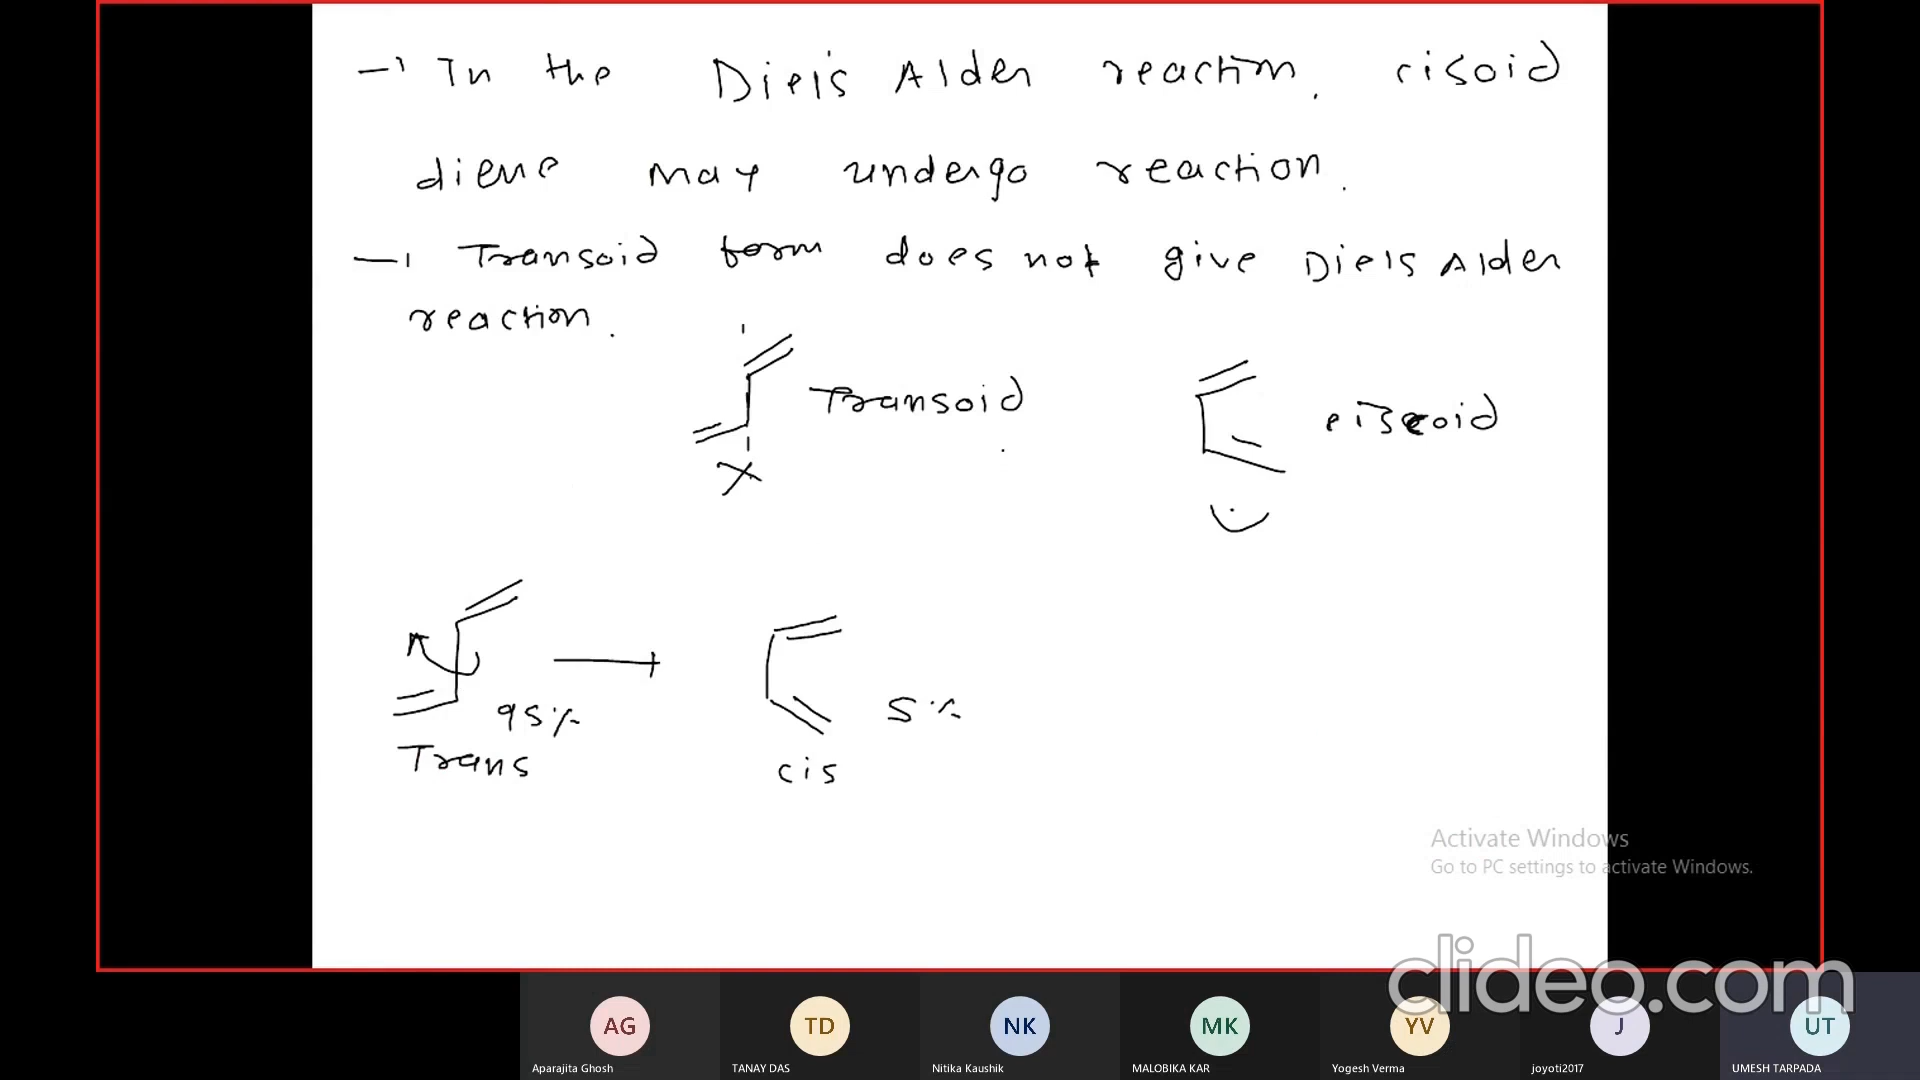 In the Diels Alder reaction, cisoid
diene may undergo reaction.
Transoid form does not give Diels Alder
reaction.
Transoid
X
95%
Trans
5%
cis
Activate Windows
Go to PC settings to activate Windows.
clideo.com
AG TD NK MK YV J UT
Aparajita Ghosh TANAY DAS Nitika Kaushik MALOBIKA KAR Yogesh Verma joyoti2017 UMESH TARPADA